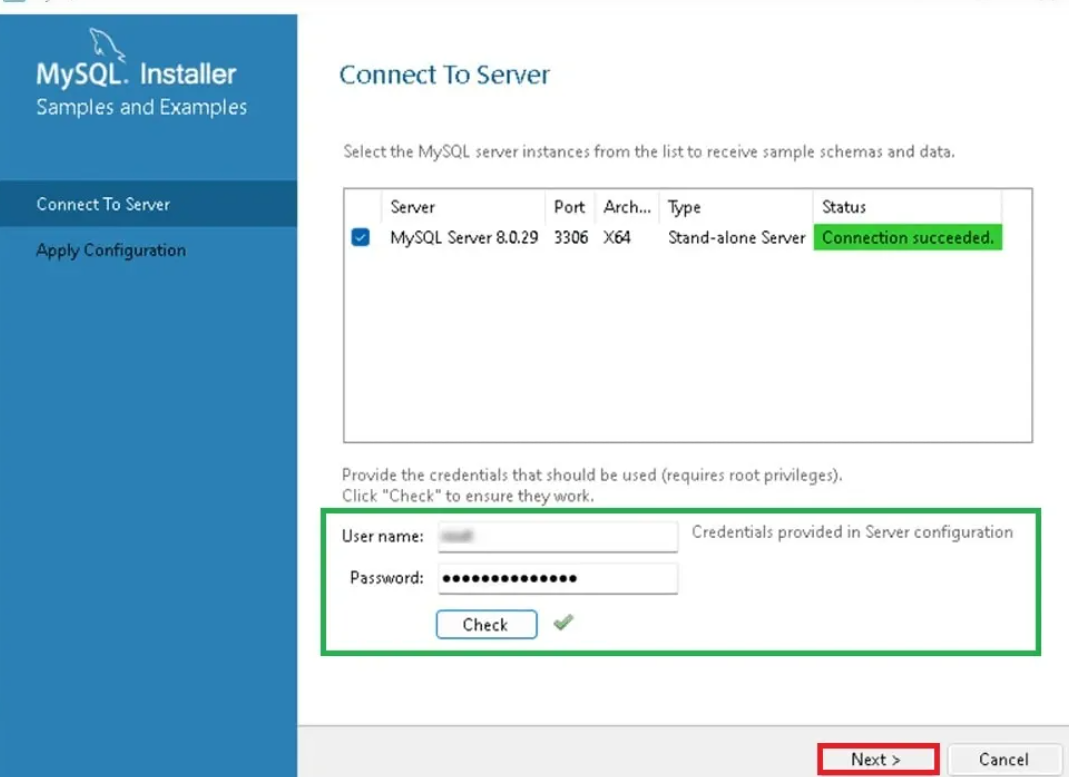 MySQL. Installer
Samples and Examples
Connect To Server
Apply Configuration
Connect To Server
Select the MySQL server instances from the list to receive sample schemas and data.
Server Port Arch... Type Status
MySQL Server 8.0.29 3306 X64 Stand-alone Server Connection succeeded.
Provide the credentials that should be used (requires root privileges).
Click "Check" to ensure they work.
User name: Credentials provided in Server configuration
Password: ••••••••••••••
Check
Next > Cancel